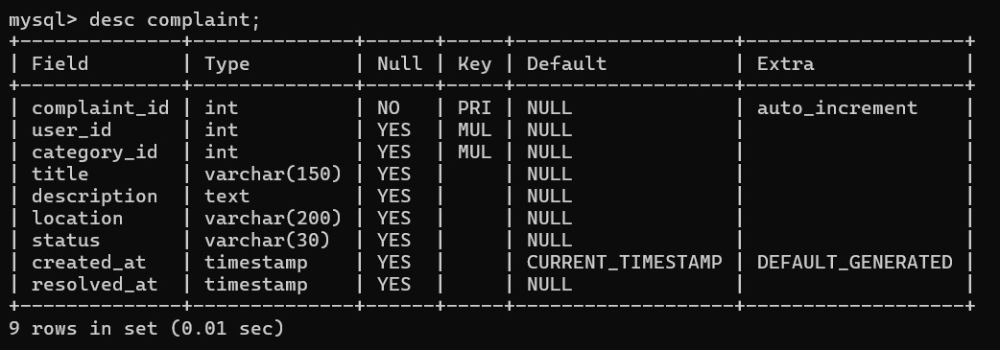 mysql> desc complaint;
+--------------+--------------+------+-----+-------------------+-------------------+
| Field        | Type         | Null | Key | Default           | Extra             |
+--------------+--------------+------+-----+-------------------+-------------------+
| complaint_id | int          | NO   | PRI | NULL              | auto_increment    |
| user_id      | int          | YES  | MUL | NULL              |                   |
| category_id  | int          | YES  | MUL | NULL              |                   |
| title        | varchar(150) | YES  |     | NULL              |                   |
| description  | text         | YES  |     | NULL              |                   |
| location     | varchar(200) | YES  |     | NULL              |                   |
| status       | varchar(30)  | YES  |     | NULL              |                   |
| created_at   | timestamp    | YES  |     | CURRENT_TIMESTAMP | DEFAULT_GENERATED |
| resolved_at  | timestamp    | YES  |     | NULL              |                   |
+--------------+--------------+------+-----+-------------------+-------------------+
9 rows in set (0.01 sec)